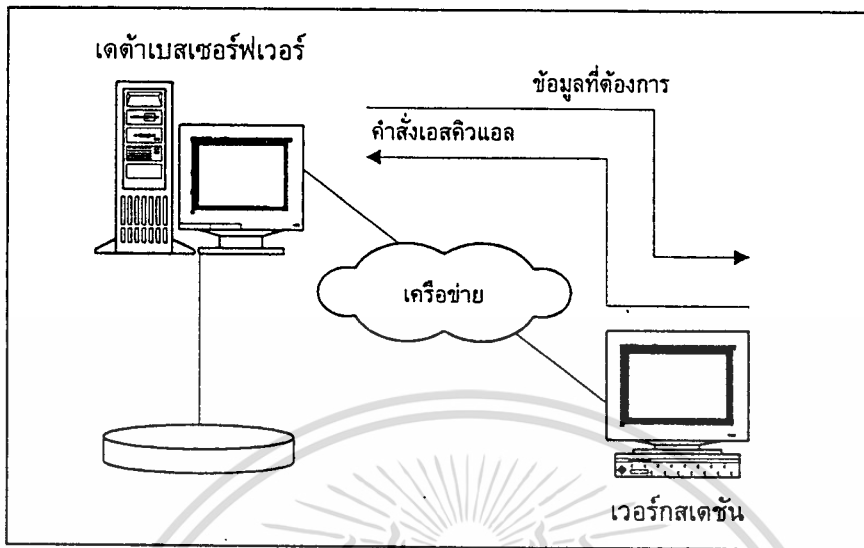 เดต้าเบสเซอร์ฟเวอร์
ข้อมูลที่ต้องการ
คำสั่งเอสคิวแอล
เครือข่าย
เวอร์กสเตชัน